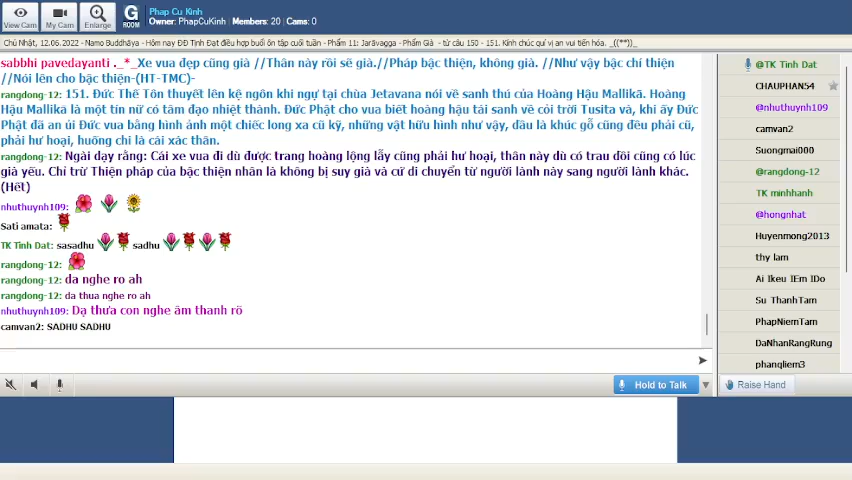 Phap Cu Kinh
Owner: PhapCuKinh | Members: 20 | Cams: 0
View Cam
My Cam
Enlarge
G
ROOM
Chủ Nhật, 12.06.2022 - Namo Buddhāya - Hôm nay ĐĐ Tịnh Đạt điều hợp buổi ôn tập cuối tuần - Phẩm 11: Jarāvagga - Phẩm Già - từ câu 150 - 151. Kính chúc quí vị an vui tiến hóa. _((**))_
sabbhi pavedayanti ._*_Xe vua đẹp cũng già //Thân này rồi sẽ già.//Pháp bậc thiện, không già. //Như vậy bậc chí thiện
//Nói lên cho bậc thiện-(HT-TMC)-
rangdong-12: 151. Đức Thế Tôn thuyết lên kệ ngôn khi ngự tại chùa Jetavana nói về sanh thú của Hoàng Hậu Mallikā. Hoàng
Hậu Mallikā là một tín nữ có tâm đạo nhiệt thành. Đức Phật cho vua biết hoàng hậu tái sanh về cõi trời Tusita và, khi ấy Đức
Phật đã an ủi Đức vua bằng hình ảnh một chiếc long xa cũ kỹ, những vật hữu hình như vậy, dầu là khúc gỗ cũng đều phải cũ,
phải hư hoại, huống chi là cái xác thân.
rangdong-12: Ngài dạy rằng: Cái xe vua đi dù được trang hoàng lộng lẫy cũng phải hư hoại, thân này dù có trau dồi cũng có lúc
già yếu. Chỉ trừ Thiện pháp của bậc thiện nhân là không bị suy già và cứ di chuyển từ người lành này sang người lành khác.
(Hết)
nhuthuynh109:
Sati amata:
TK Tinh Dat: sasadhu sadhu
rangdong-12:
rangdong-12: da nghe ro ah
rangdong-12: da thua nghe ro ah
nhuthuynh109: Dạ thưa con nghe âm thanh rõ
camvan2: SADHU SADHU
Hold to Talk
@TK Tinh Dat
CHAUPHAN54
@nhuthuynh109
camvan2
Suongmai000
@rangdong-12
TK minhhanh
@hongnhat
Huyenmong2013
thy lam
Ai Ikeu IEm IDo
Su ThanhTam
PhapNiemTam
DaNhanRangRung
phanqliem3
Raise Hand